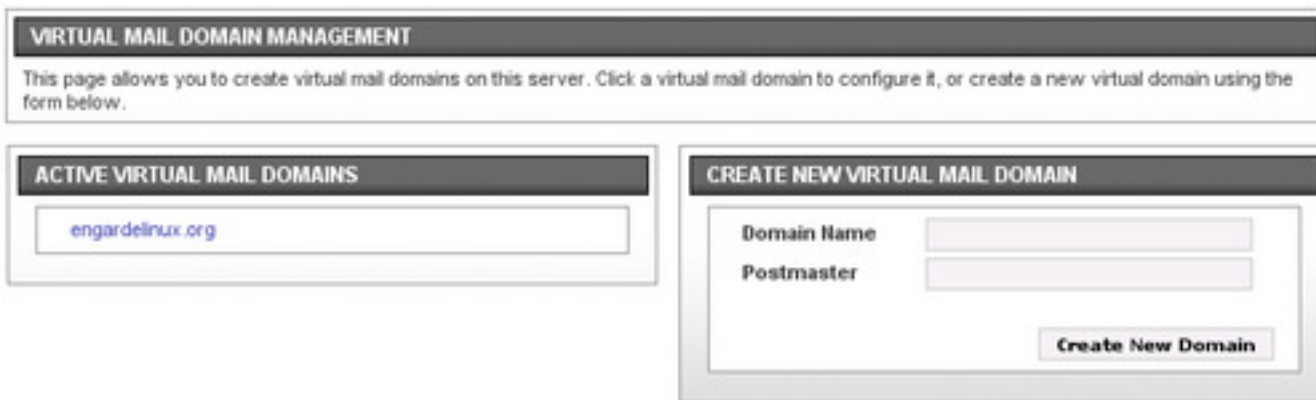 VIRTUAL MAIL DOMAIN MANAGEMENT
This page allows you to create virtual mail domains on this server. Click a virtual mail domain to configure it, or create a new virtual domain using the
form below.
ACTIVE VIRTUAL MAIL DOMAINS
engardelinux.org
CREATE NEW VIRTUAL MAIL DOMAIN
Domain Name
Postmaster
Create New Domain